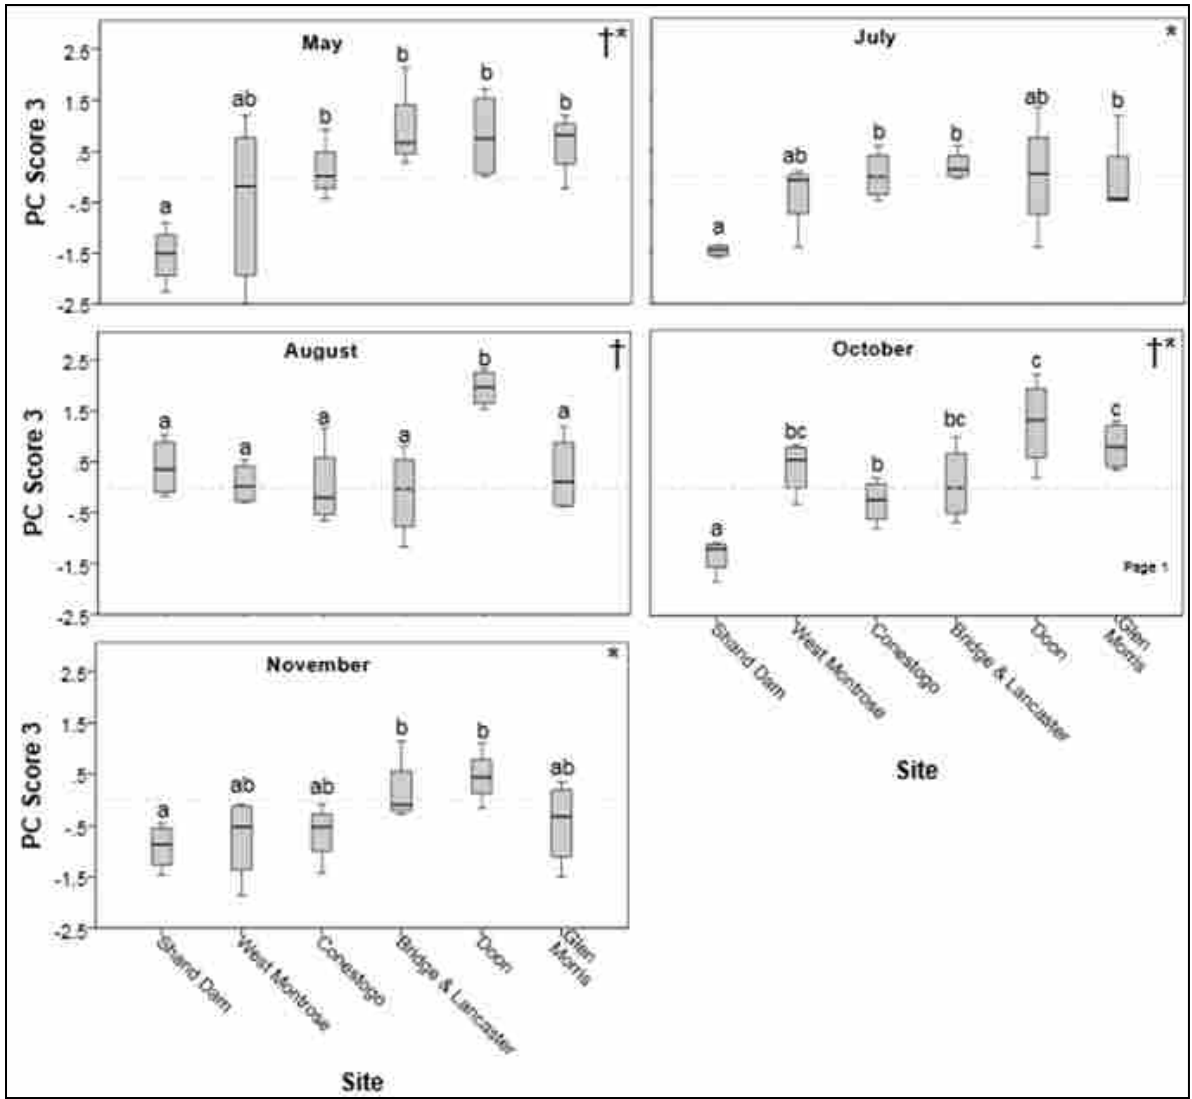 May †*
PC Score 3
2.5
1.5
.5
-.5
-1.5
-2.5
a
ab
b
b
b
b
July *
a
ab
b
b
ab
b
August †
PC Score 3
2.5
1.5
.5
-.5
-1.5
-2.5
a
a
a
a
b
a
October †*
a
bc
b
bc
c
c
Page 1
Shand Dam
West Montrose
Conestogo
Bridge & Lancaster
Doon
Glen
Morris
Site
November *
PC Score 3
2.5
1.5
.5
-.5
-1.5
-2.5
a
ab
ab
b
b
ab
Shand Dam
West Montrose
Conestogo
Bridge & Lancaster
Doon
Glen
Morris
Site